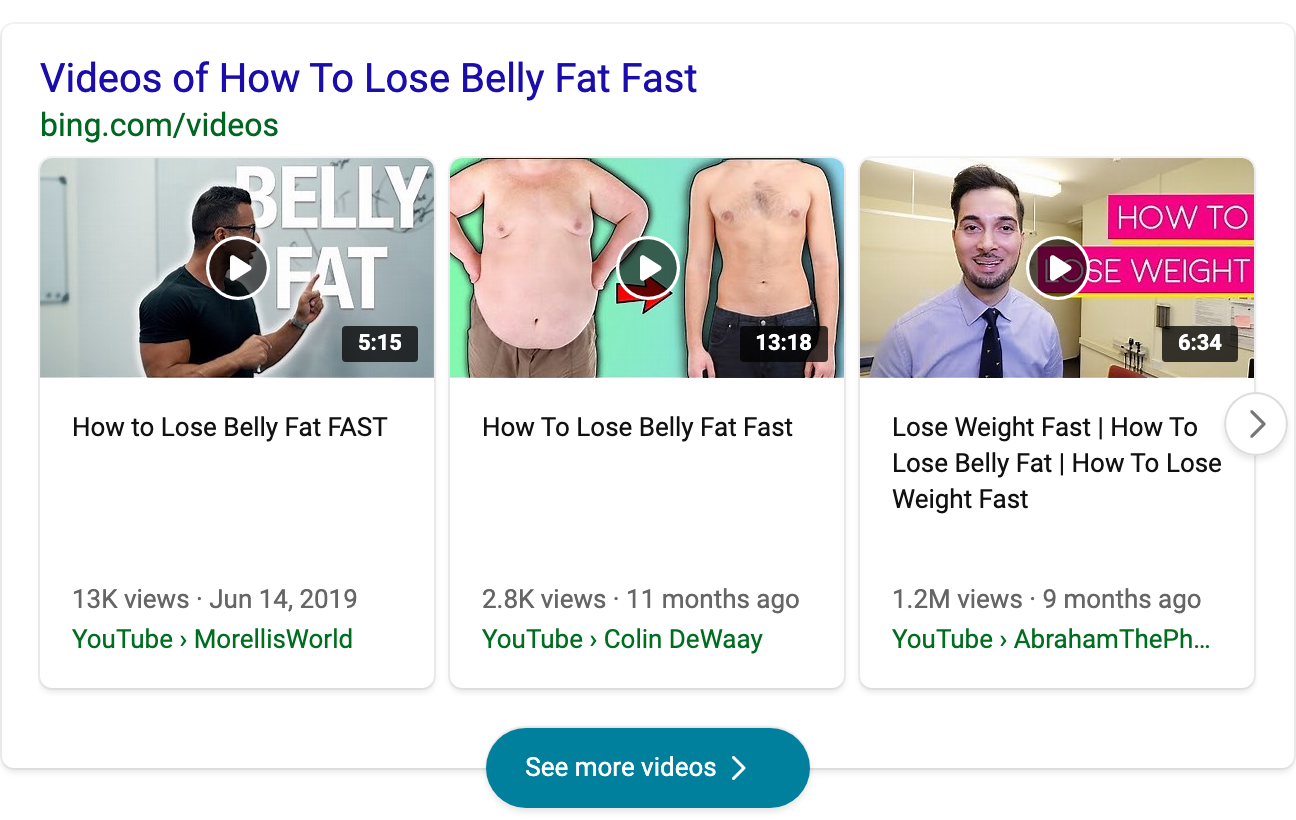 Videos of How To Lose Belly Fat Fast
bing.com/videos
BELLY
FAT
5:15
How to Lose Belly Fat FAST
13K views · Jun 14, 2019
YouTube › MorellisWorld
13:18
How To Lose Belly Fat Fast
2.8K views · 11 months ago
YouTube › Colin DeWaay
HOW TO
LOSE WEIGHT
6:34
Lose Weight Fast | How To
Lose Belly Fat | How To Lose
Weight Fast
1.2M views · 9 months ago
YouTube › AbrahamThePh...
See more videos